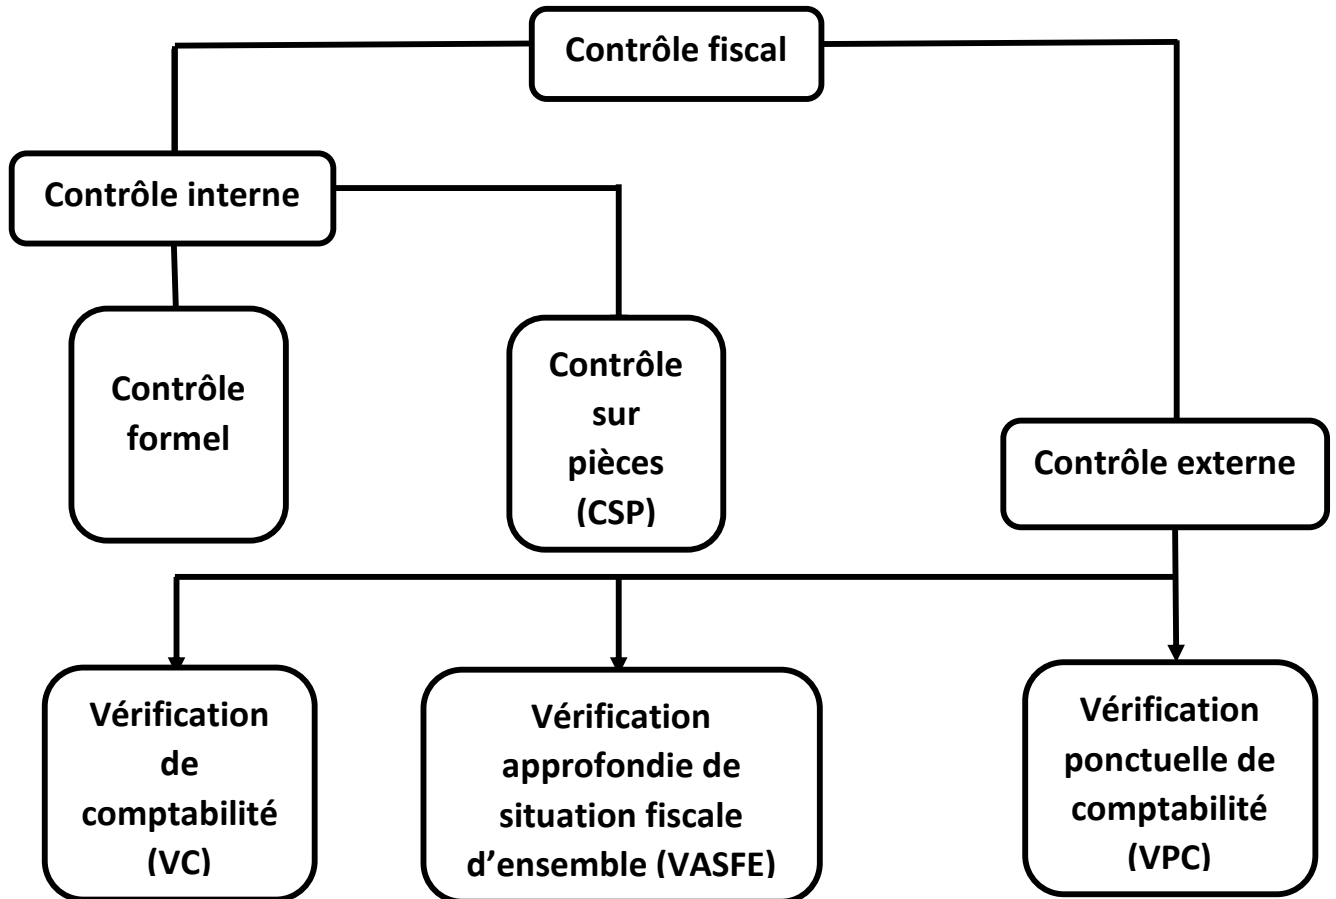 Contrôle fiscal
Contrôle interne
Contrôle
formel
Contrôle
sur
pièces
(CSP)
Contrôle externe
Vérification
de
comptabilité
(VC)
Vérification
approfondie de
situation fiscale
d’ensemble (VASFE)
Vérification
ponctuelle de
comptabilité
(VPC)